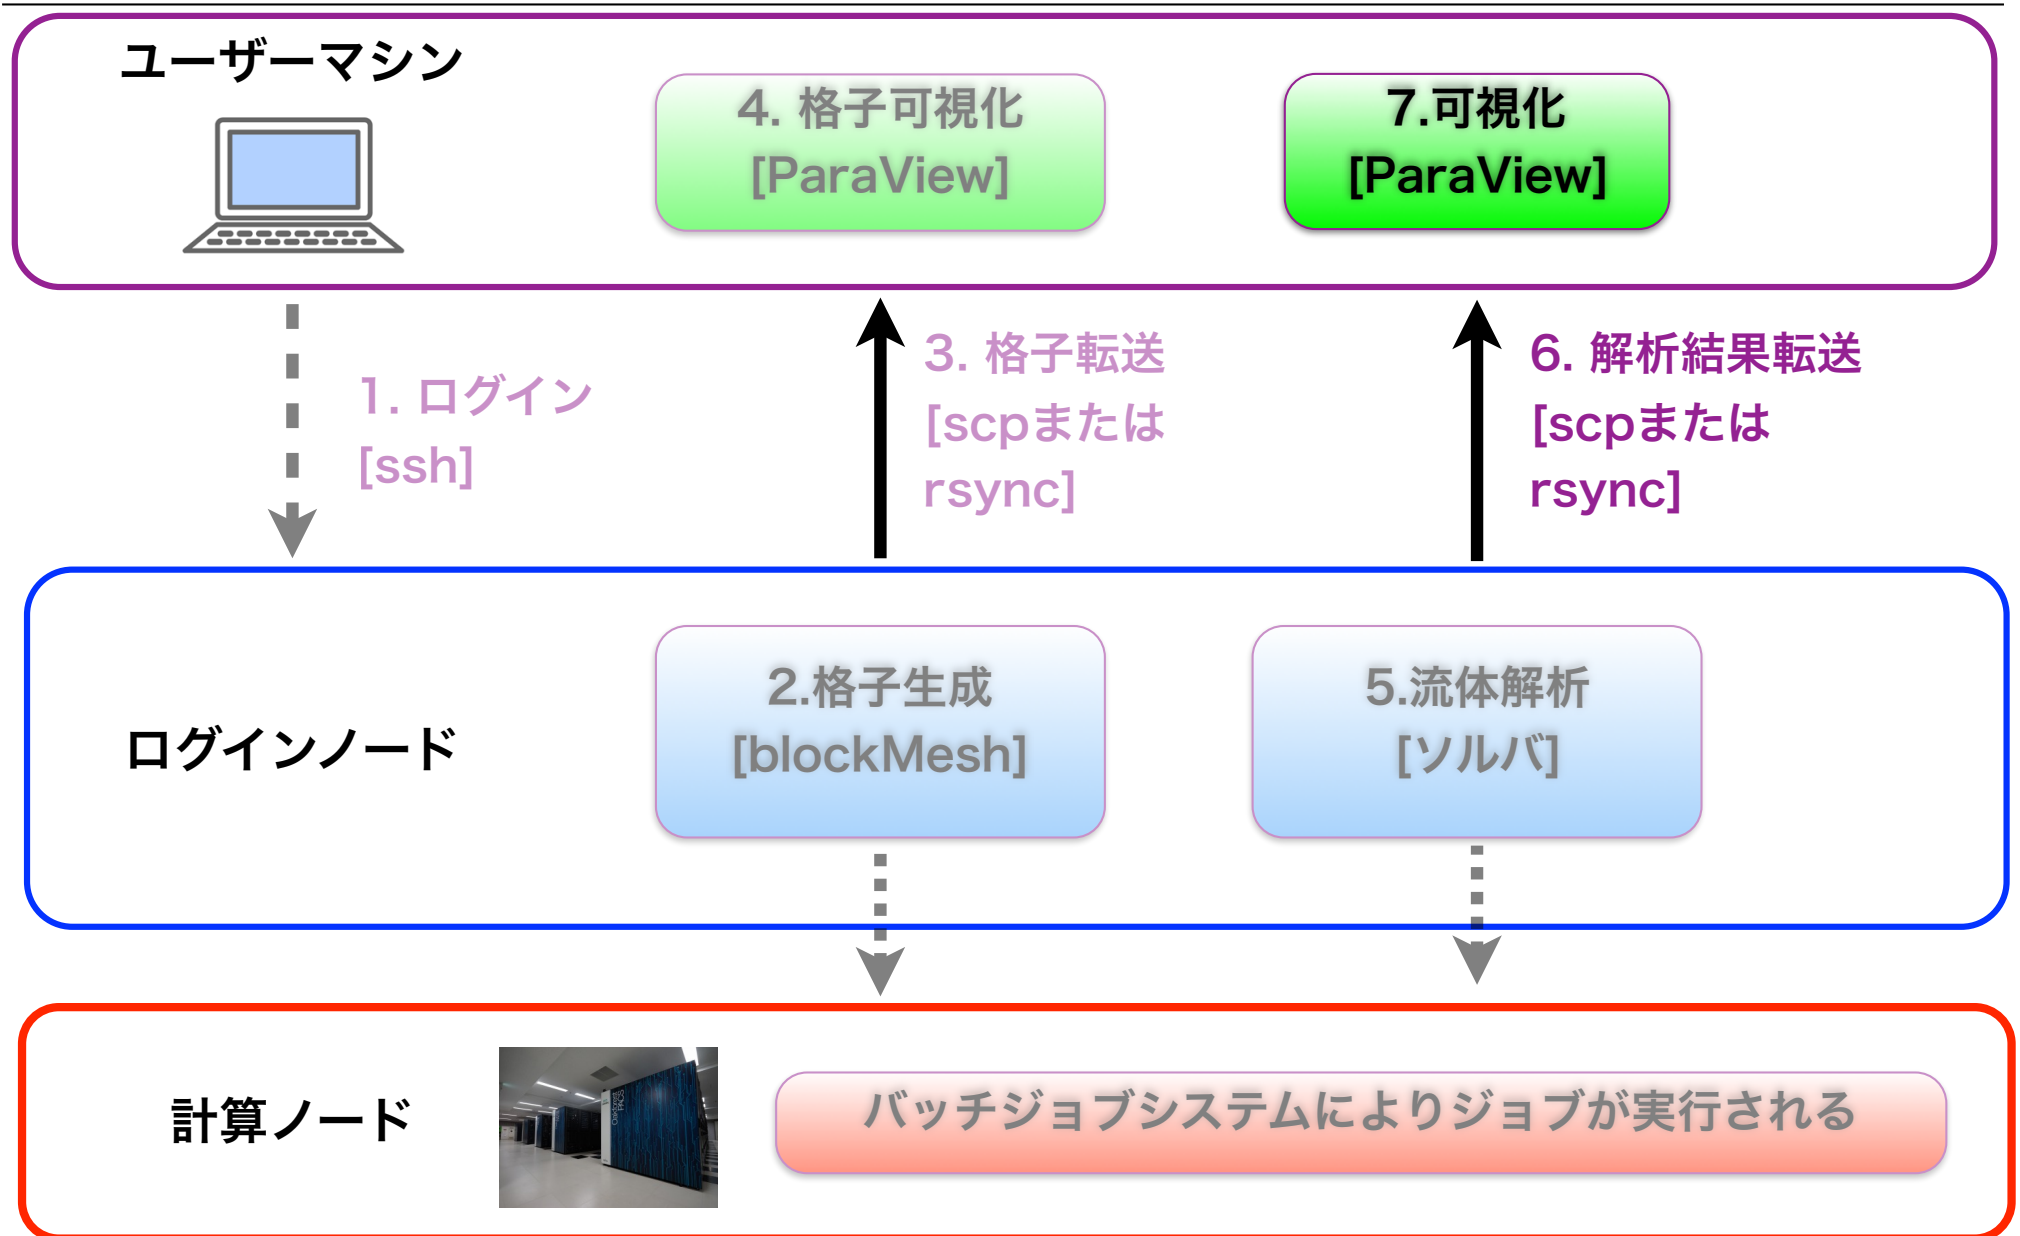 ユーザーマシン
4. 格子可視化
[ParaView]
7.可視化
[ParaView]
1. ログイン
[ssh]
3. 格子転送
[scpまたは
rsync]
6. 解析結果転送
[scpまたは
rsync]
ログインノード
2.格子生成
[blockMesh]
5.流体解析
[ソルバ]
計算ノード
バッチジョブシステムによりジョブが実行される